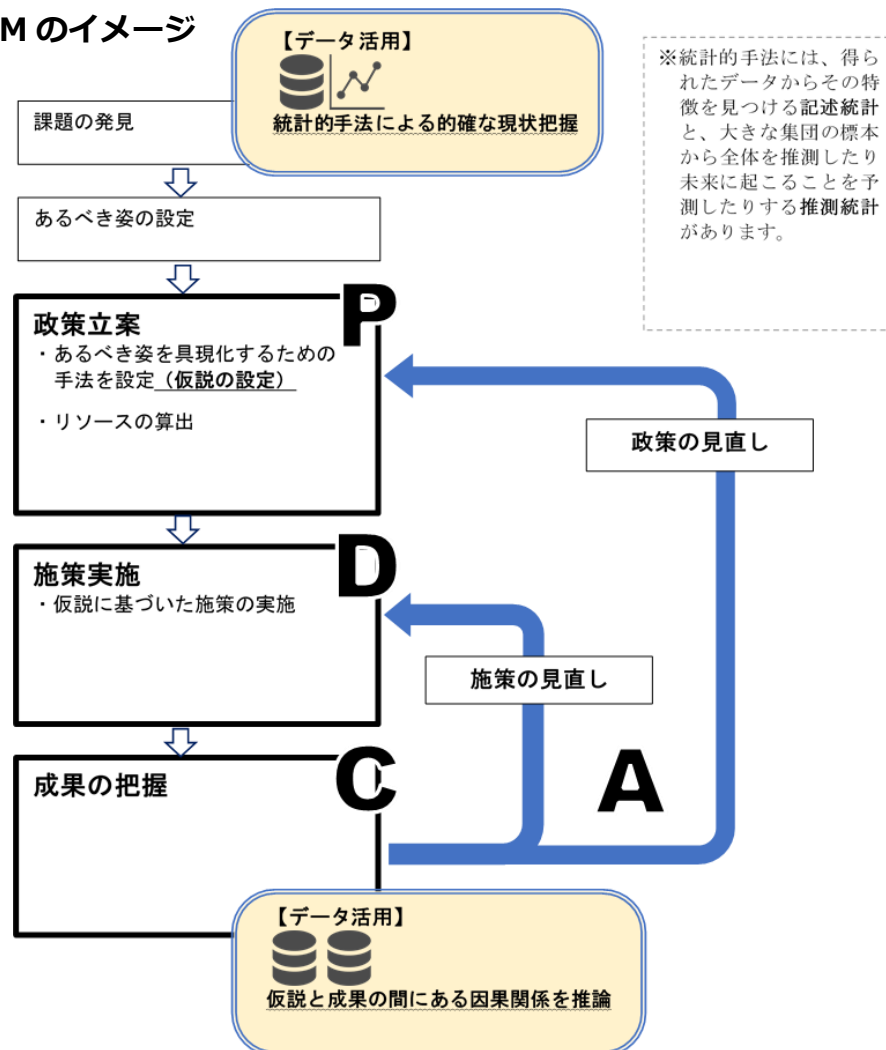 M のイメージ
【データ活用】
統計的手法による的確な現状把握
※統計的手法には、得ら
れたデータからその特
徴を見つける記述統計
と、大きな集団の標本
から全体を推測したり
未来に起こることを予
測したりする推測統計
があります。
課題の発見
あるべき姿の設定
P
政策立案
・あるべき姿を具現化するための
手法を設定（仮説の設定）
・リソースの算出
政策の見直し
D
施策実施
・仮説に基づいた施策の実施
施策の見直し
C
成果の把握
A
【データ活用】
仮説と成果の間にある因果関係を推論